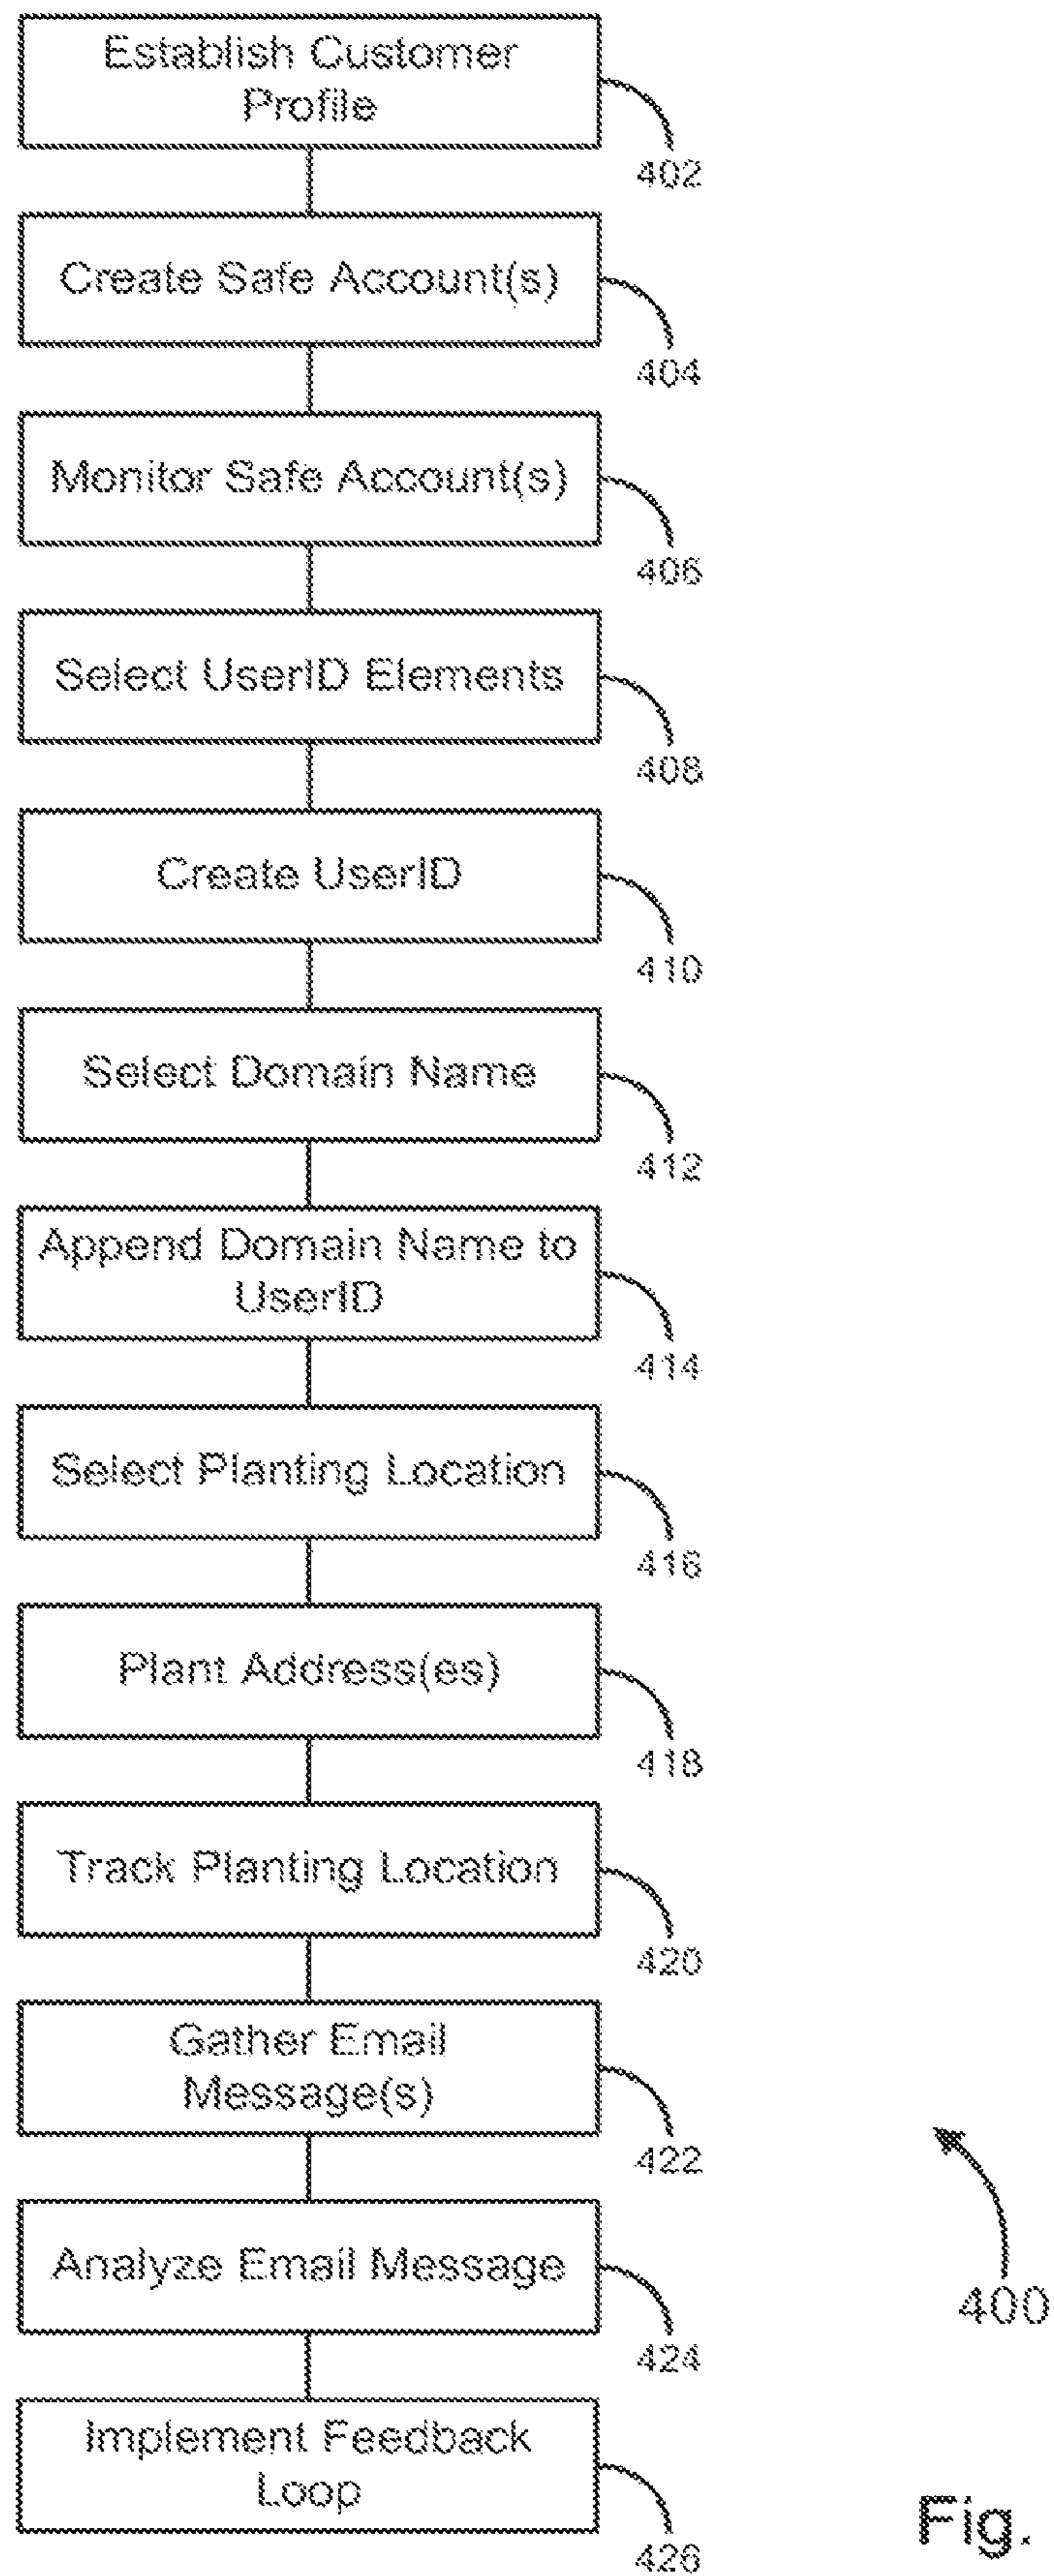 Establish Customer
Profile
402
Create Safe Account(s)
404
Monitor Safe Account(s)
406
Select UserID Elements
408
Create UserID
410
Select Domain Name
412
Append Domain Name to
UserID
414
Select Planting Location
416
Plant Address(es)
418
Track Planting Location
420
Gather Email
Message(s)
422
Analyze Email Message
424
400
Implement Feedback
Loop
426
Fig.